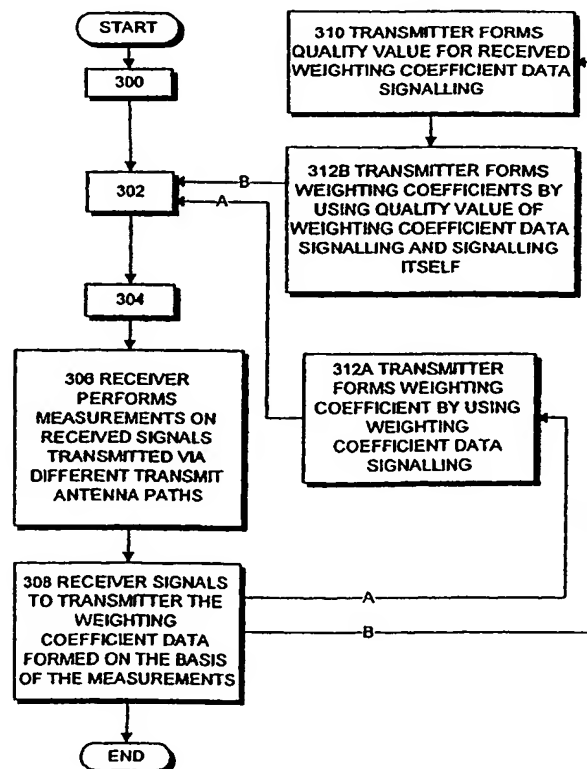 START
300
302
304
306 RECEIVER
PERFORMS
MEASUREMENTS ON
RECEIVED SIGNALS
TRANSMITTED VIA
DIFFERENT TRANSMIT
ANTENNA PATHS
308 RECEIVER SIGNALS
TO TRANSMITTER THE
WEIGHTING
COEFFICIENT DATA
FORMED ON THE BASIS
OF THE MEASUREMENTS
END
310 TRANSMITTER FORMS
QUALITY VALUE FOR RECEIVED
WEIGHTING COEFFICIENT DATA
SIGNALLING
312B TRANSMITTER FORMS
WEIGHTING COEFFICIENTS BY
USING QUALITY VALUE OF
WEIGHTING COEFFICIENT DATA
SIGNALLING AND SIGNALLING
ITSELF
B
A
312A TRANSMITTER
FORMS WEIGHTING
COEFFICIENT BY USING
WEIGHTING
COEFFICIENT DATA
SIGNALLING
A
B